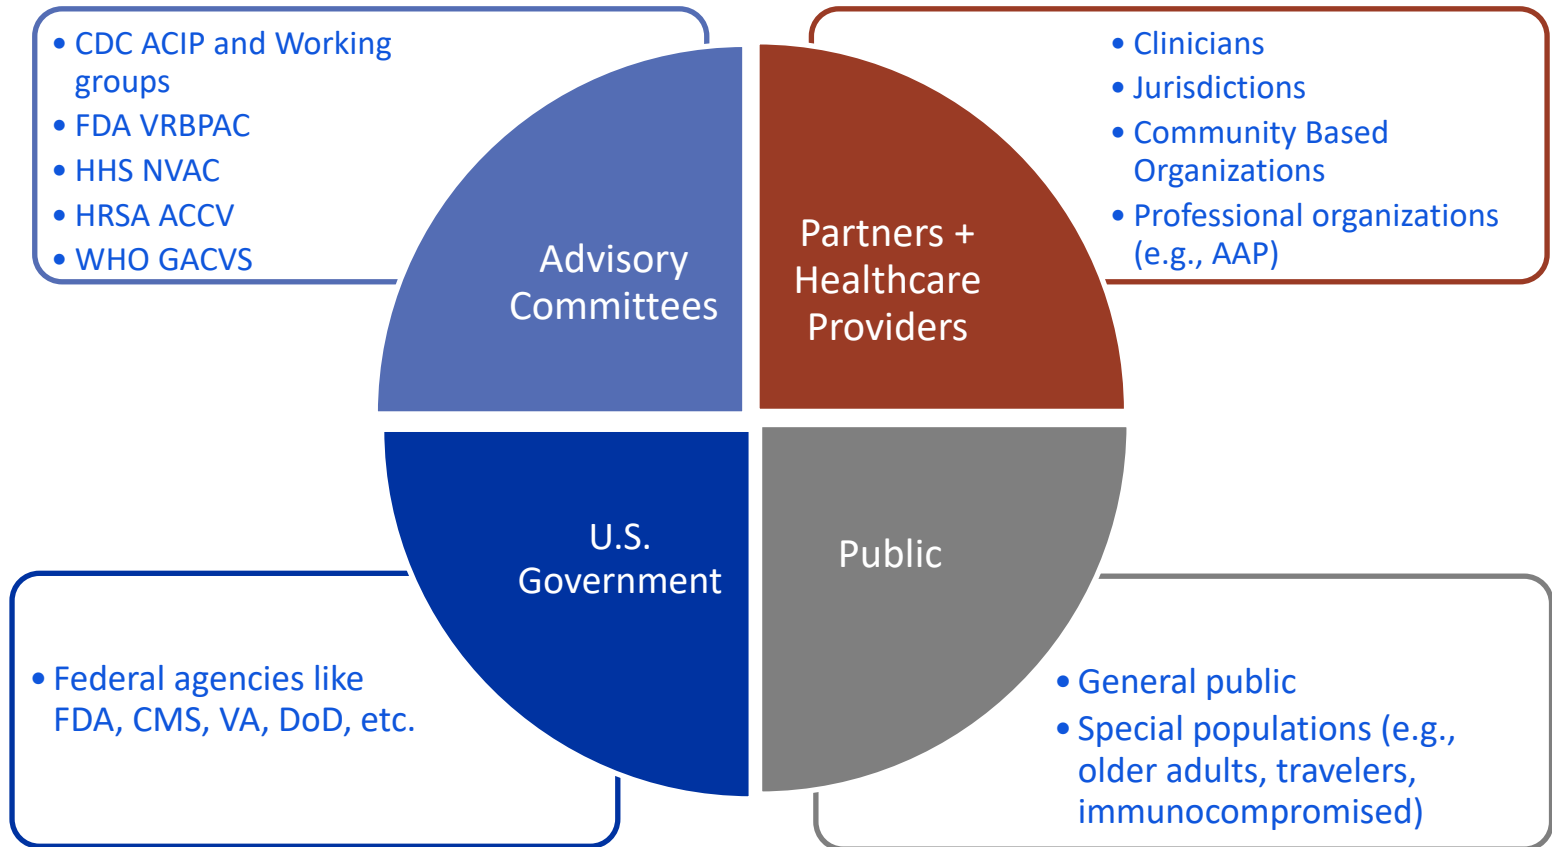 • CDC ACIP and Working
groups
• FDA VRBPAC
• HHS NVAC
• HRSA ACCV
• WHO GACVS
Advisory
Committees
• Clinicians
• Jurisdictions
• Community Based
Organizations
• Professional organizations
(e.g., AAP)
Partners +
Healthcare
Providers
U.S.
Government
• Federal agencies like
FDA, CMS, VA, DoD, etc.
Public
• General public
• Special populations (e.g.,
older adults, travelers,
immunocompromised)